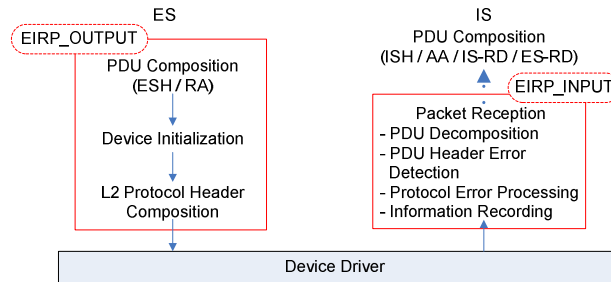 ES
EIRP_OUTPUT
PDU Composition
(ESH / RA)
Device Initialization
L2 Protocol Header
Composition
IS
PDU Composition
(ISH / AA / IS-RD / ES-RD)
EIRP_INPUT
Packet Reception
- PDU Decomposition
- PDU Header Error
Detection
- Protocol Error Processing
- Information Recording
Device Driver